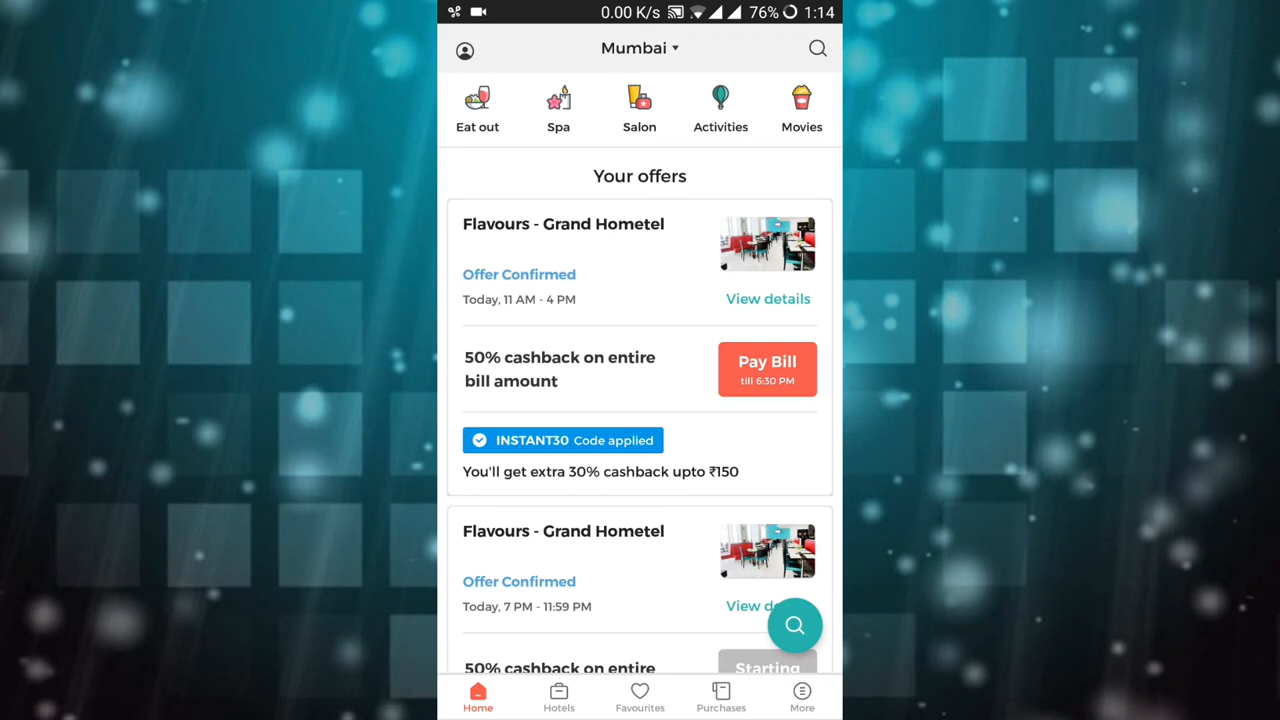 0.00 K/s 76% 1:14
Mumbai
Eat out Spa Salon Activities Movies
Your offers
Flavours - Grand Hometel
Offer Confirmed
Today, 11 AM - 4 PM View details
50% cashback on entire
bill amount
Pay Bill
till 6:30 PM
INSTANT30 Code applied
You'll get extra 30% cashback upto ₹150
Flavours - Grand Hometel
Offer Confirmed
Today, 7 PM - 11:59 PM View
50% cashback on entire Starting
Home Hotels Favourites Purchases More